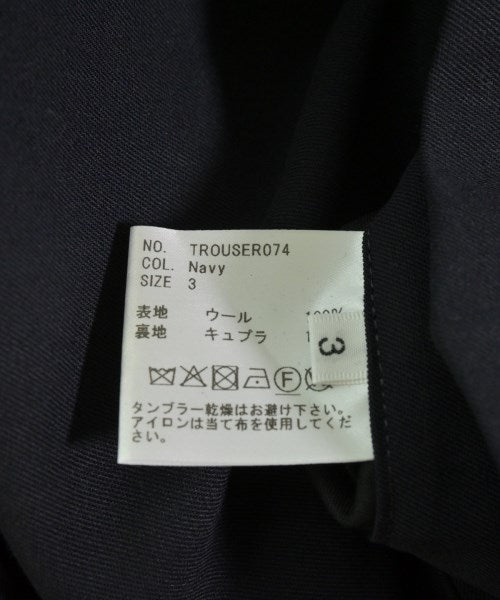 NO. TROUSER074
COL. Navy
SIZE 3
表地 ウール
裏地 キュプラ
3
F
タンブラー乾燥はお避け下さい。
アイロンは当て布を使用してくだ
さい。